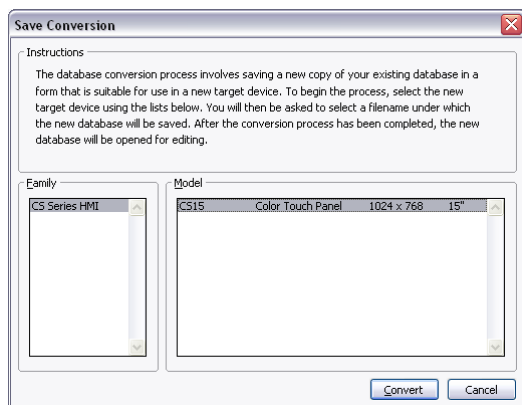 Save Conversion
Instructions
The database conversion process involves saving a new copy of your existing database in a
form that is suitable for use in a new target device. To begin the process, select the new
target device using the lists below. You will then be asked to select a filename under which
the new database will be saved. After the conversion process has been completed, the new
database will be opened for editing.
Family
CS Series HMI
Model
CS15 Color Touch Panel 1024 x 768 15"
Convert Cancel